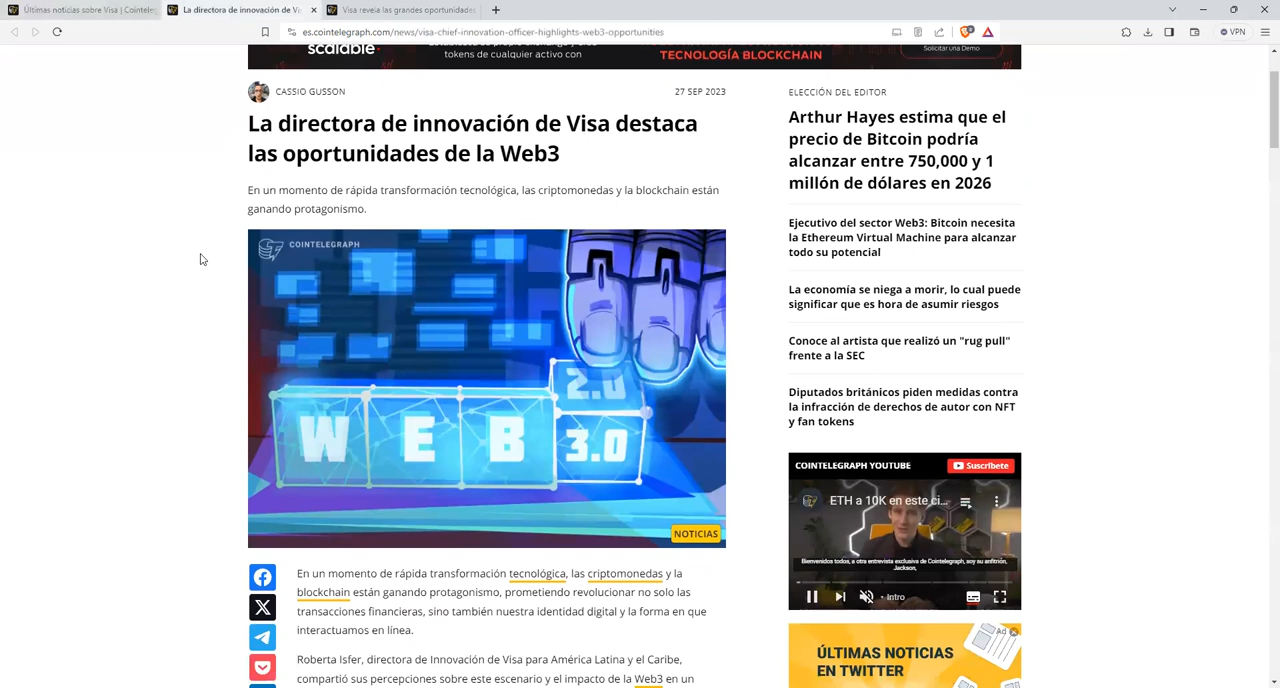 Últimas noticias sobre Visa | Cointeleg
La directora de innovación de Vi
Visa revela las grandes oportunidades
es.cointelegraph.com/news/visa-chief-innovation-officer-highlights-web3-opportunities
VPN
scalable
tokens de cualquier activo con
TECNOLOGÍA BLOCKCHAIN
Solicitar una Demo
CASSIO GUSSON
27 SEP 2023
La directora de innovación de Visa destaca
las oportunidades de la Web3
En un momento de rápida transformación tecnológica, las criptomonedas y la blockchain están
ganando protagonismo.
COINTELEGRAPH
2.0
WEB
3.0
NOTICIAS
En un momento de rápida transformación tecnológica, las criptomonedas y la
blockchain están ganando protagonismo, prometiendo revolucionar no solo las
transacciones financieras, sino también nuestra identidad digital y la forma en que
interactuamos en línea.
Roberta Isfer, directora de Innovación de Visa para América Latina y el Caribe,
compartió sus percepciones sobre este escenario y el impacto de la Web3 en un
ELECCIÓN DEL EDITOR
Arthur Hayes estima que el
precio de Bitcoin podría
alcanzar entre 750,000 y 1
millón de dólares en 2026
Ejecutivo del sector Web3: Bitcoin necesita
la Ethereum Virtual Machine para alcanzar
todo su potencial
La economía se niega a morir, lo cual puede
significar que es hora de asumir riesgos
Conoce al artista que realizó un "rug pull"
frente a la SEC
Diputados británicos piden medidas contra
la infracción de derechos de autor con NFT
y fan tokens
COINTELEGRAPH YOUTUBE
Suscríbete
ETH a 10K en este ci...
Bienvenidos todos, a otra entrevista exclusiva de Cointelegraph, soy su anfitrión,
Jackson,
• Intro
Ad
ÚLTIMAS NOTICIAS
EN TWITTER